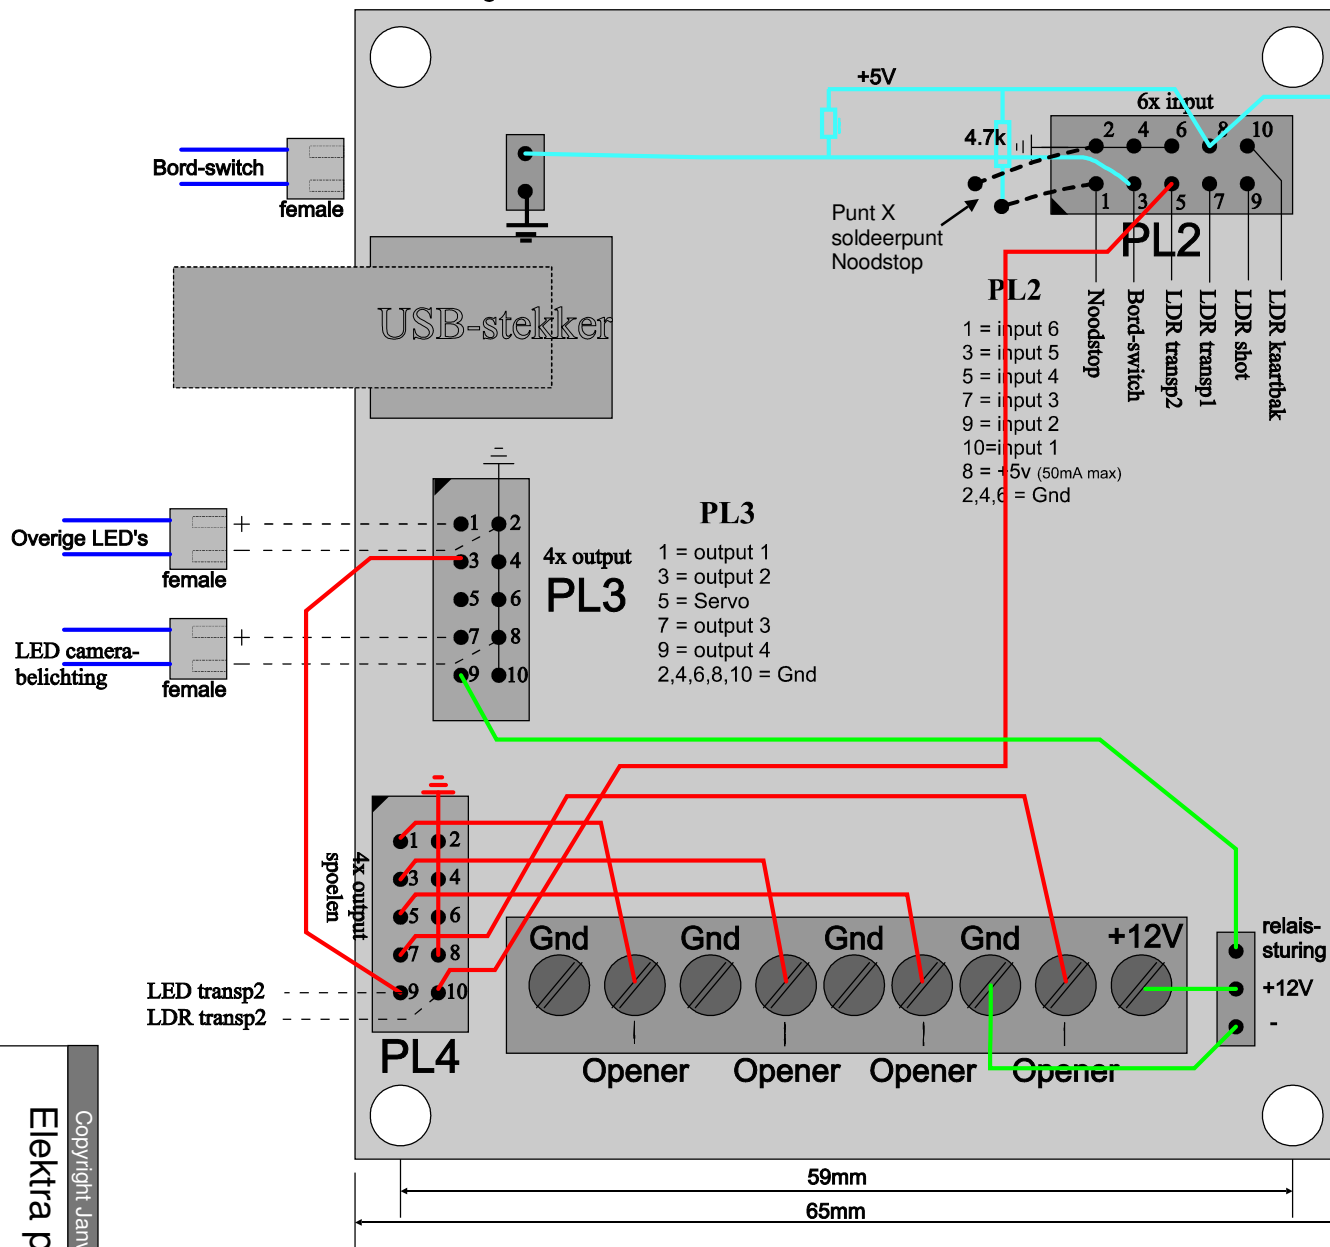 +5V
6x input
4.7k
2 4 6 8 10
1 3 5 7 9
PL2
Bord-switch
female
Punt X
soldeerpunt
Noodstop
USB-stekker
PL2
1 = input 6
3 = input 5
5 = input 4
7 = input 3
9 = input 2
10=input 1
8 = +5v (50mA max)
2,4,6 = Gnd
Noodstop
Bord-switch
LDR transp2
LDR transp1
LDR shot
LDR kaartbak
Overige LED's
+
-
female
LED camera-
belichting
+
-
female
1 2
3 4
5 6
7 8
9 10
4x output
PL3
PL3
1 = output 1
3 = output 2
5 = Servo
7 = output 3
9 = output 4
2,4,6,8,10 = Gnd
1 2
3 4
5 6
7 8
9 10
4x output
spoelen
LED transp2
LDR transp2
PL4
Gnd
Gnd
Gnd
Gnd
+12V
Opener
Opener
Opener
Opener
relais-
sturing
+12V
-
59mm
65mm
Elektra
Copyright